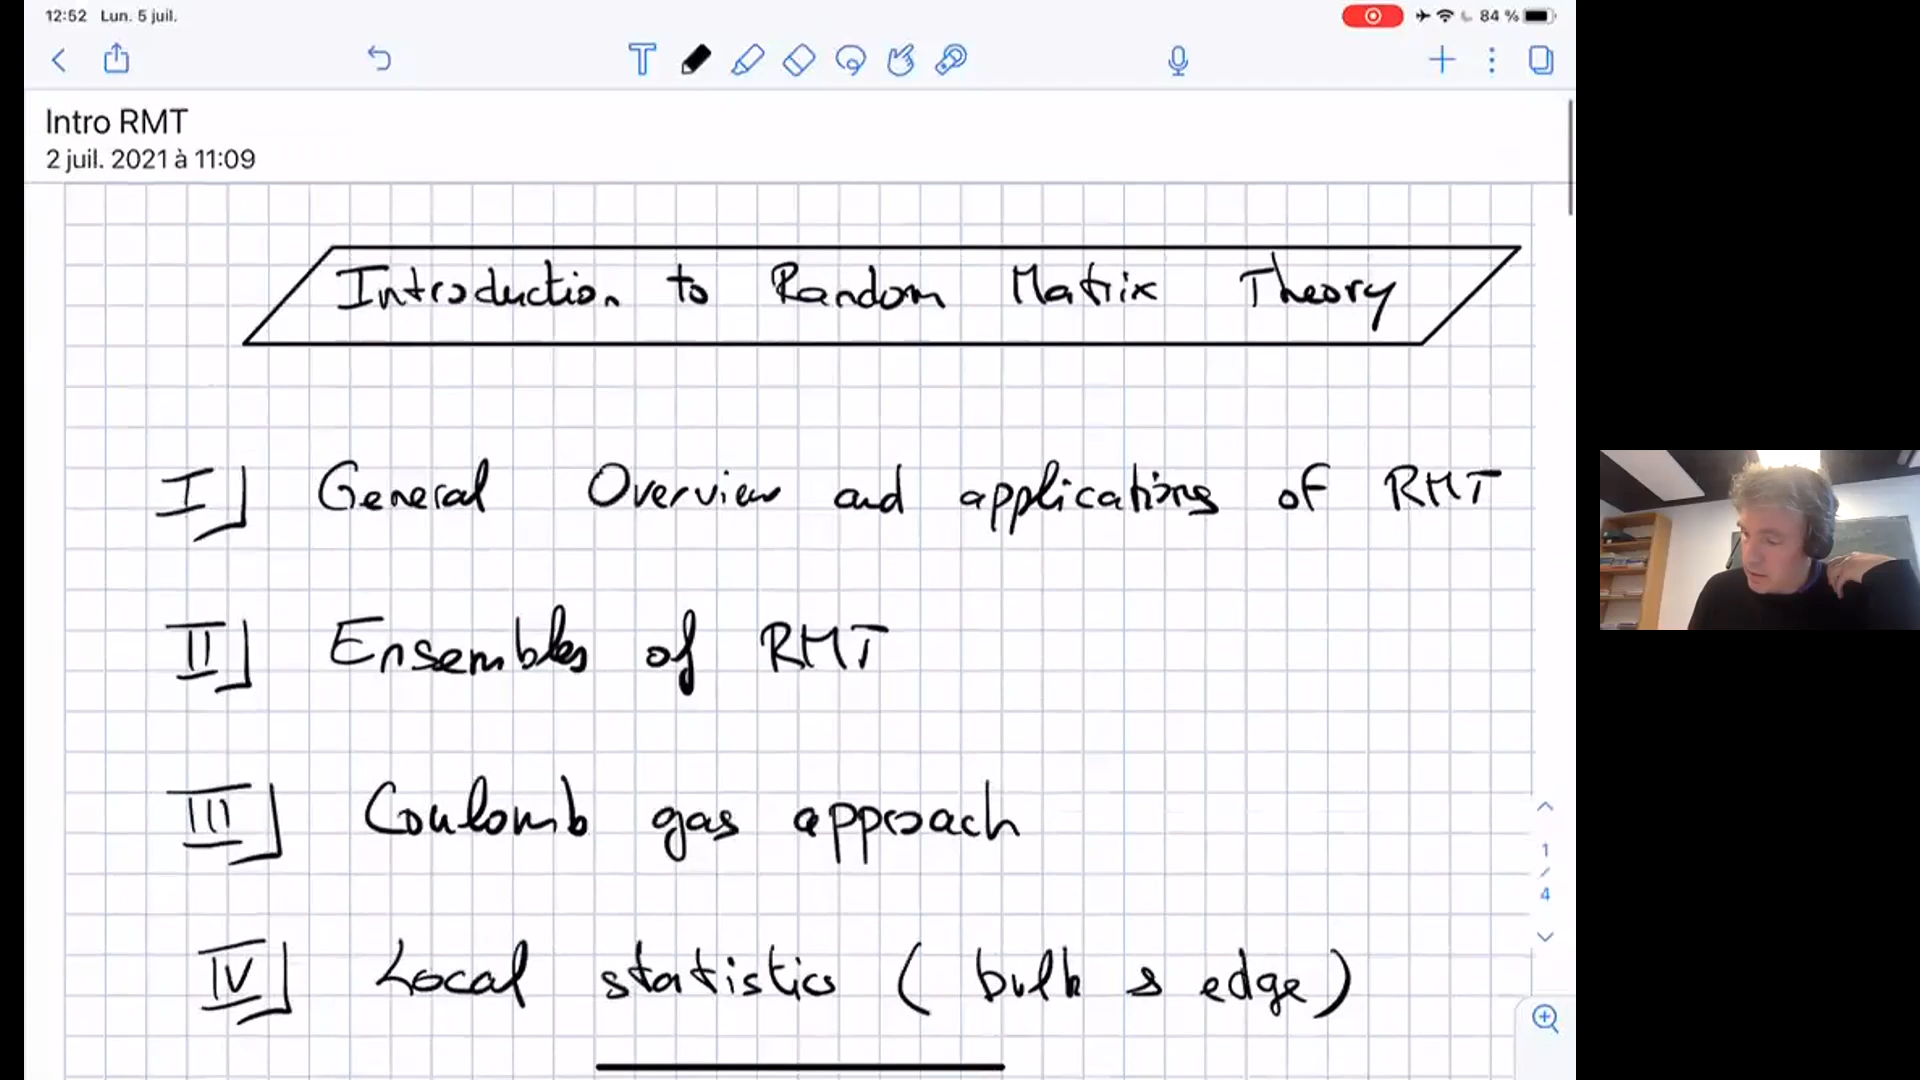 12:52 Lun. 5 juil.
84 %
T
Intro RMT
2 juil. 2021 à 11:09
Introduction to Random Matrix Theory
I] General Overview and applications of RMT
II] Ensembles of RMT
III] Coulomb gas approach
IV] Local statistics ( bulk & edge )
1
/
4